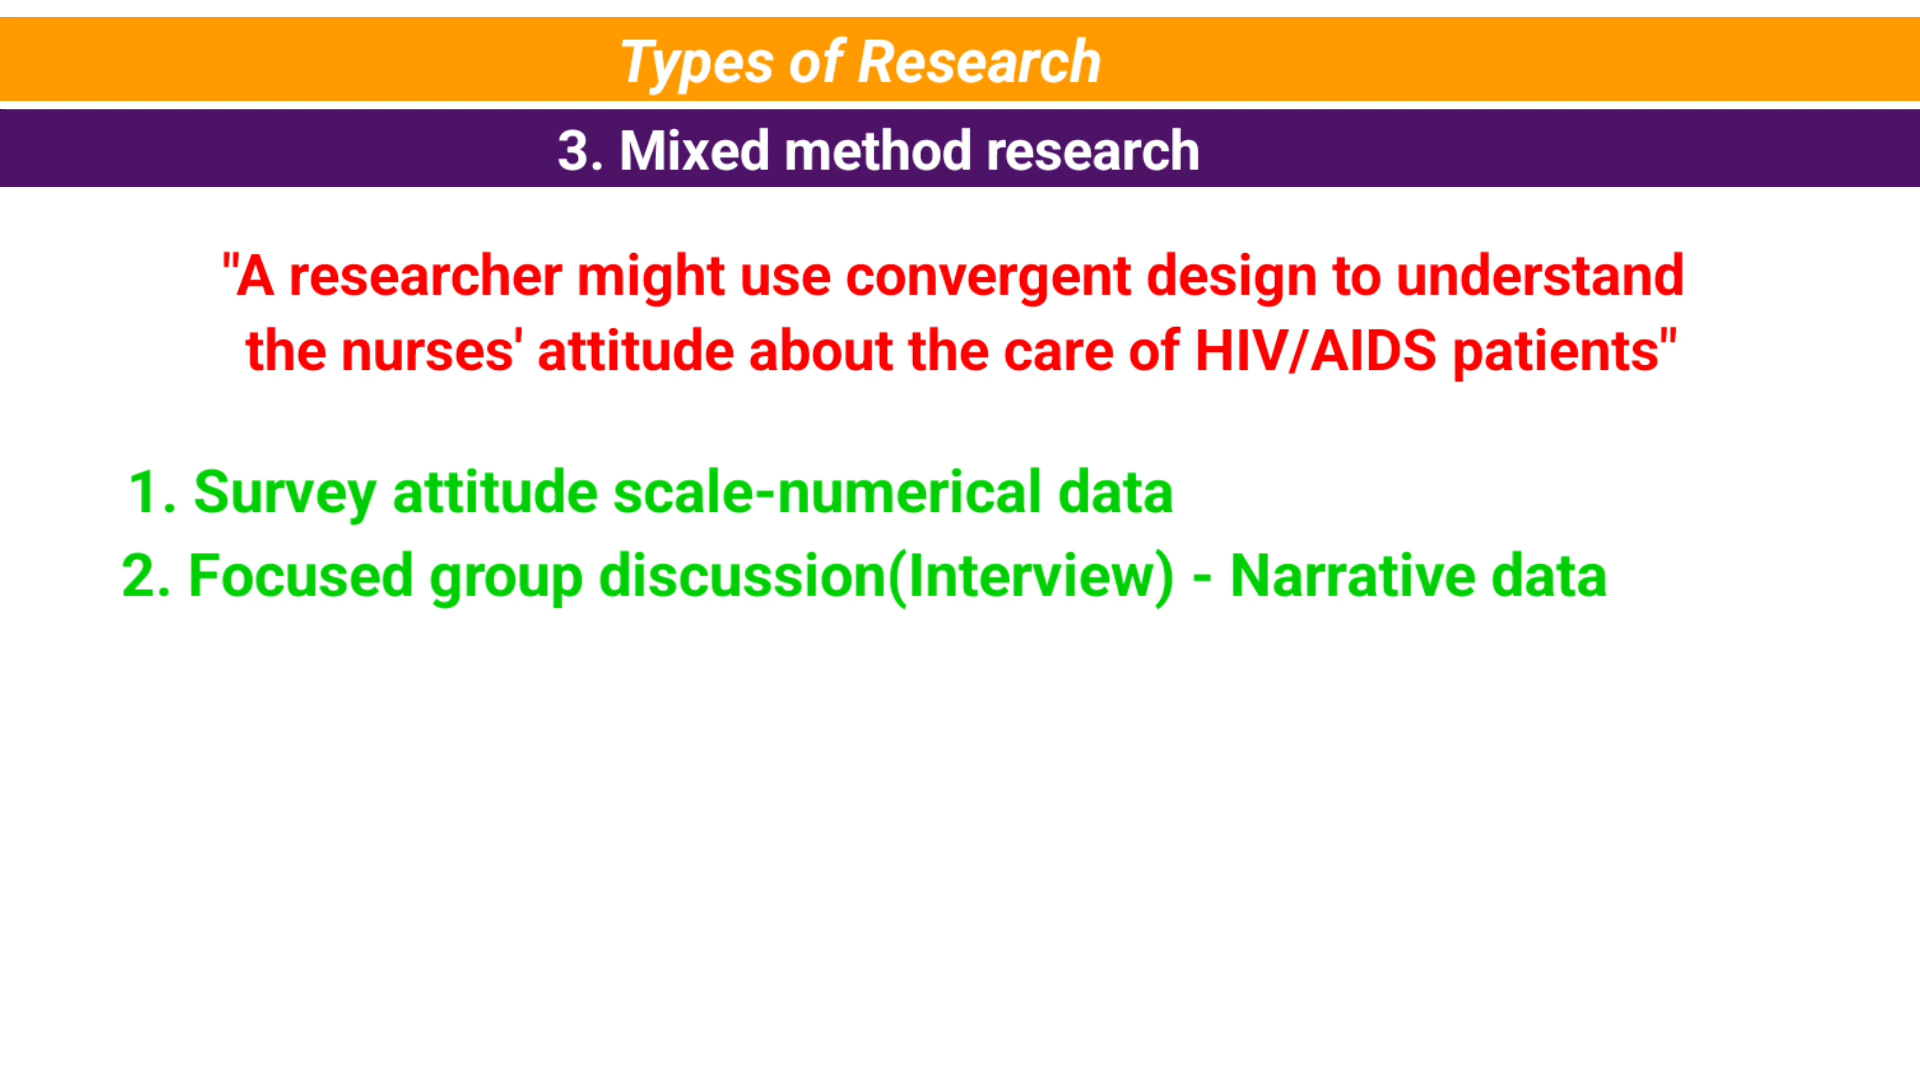 Types of Research
3. Mixed method research
"A researcher might use convergent design to understand
the nurses' attitude about the care of HIV/AIDS patients"
1. Survey attitude scale-numerical data
2. Focused group discussion(Interview) - Narrative data